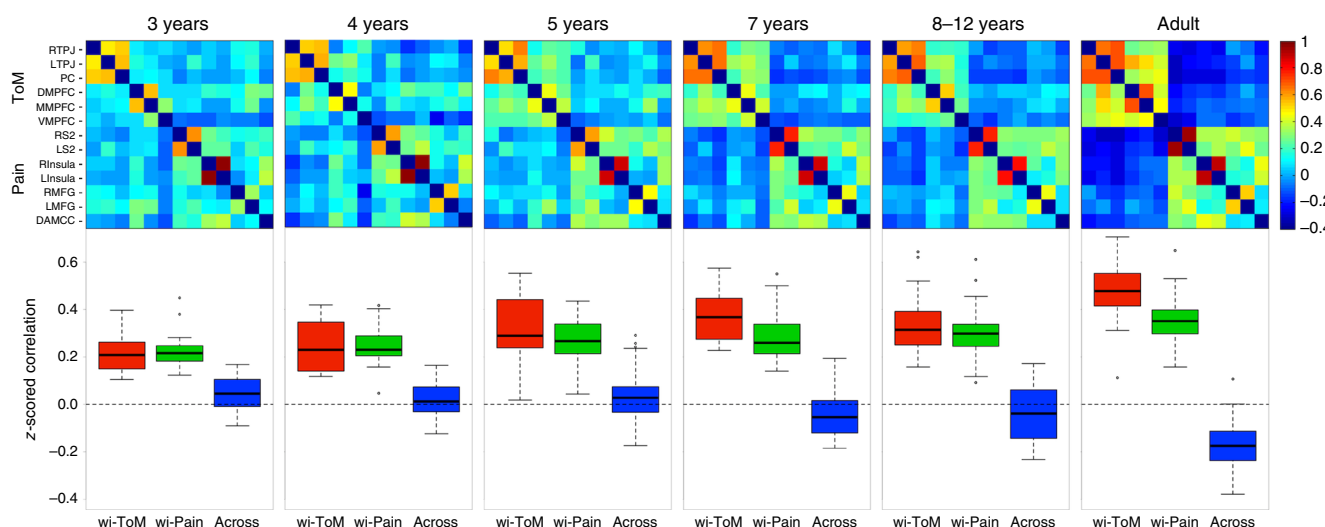 3 years
4 years
5 years
7 years
8–12 years
Adult
ToM
Pain
RTPJ
LTPJ
PC
DMPFC
MMPFC
VMPFC
RS2
LS2
RInsula
LInsula
RMFG
LMFG
DAMCC
1
0.8
0.6
0.4
0.2
0
−0.2
−0.4
z-scored correlation
0.6
0.4
0.2
0.0
−0.2
−0.4
wi-ToM wi-Pain Across
wi-ToM wi-Pain Across
wi-ToM wi-Pain Across
wi-ToM wi-Pain Across
wi-ToM wi-Pain Across
wi-ToM wi-Pain Across